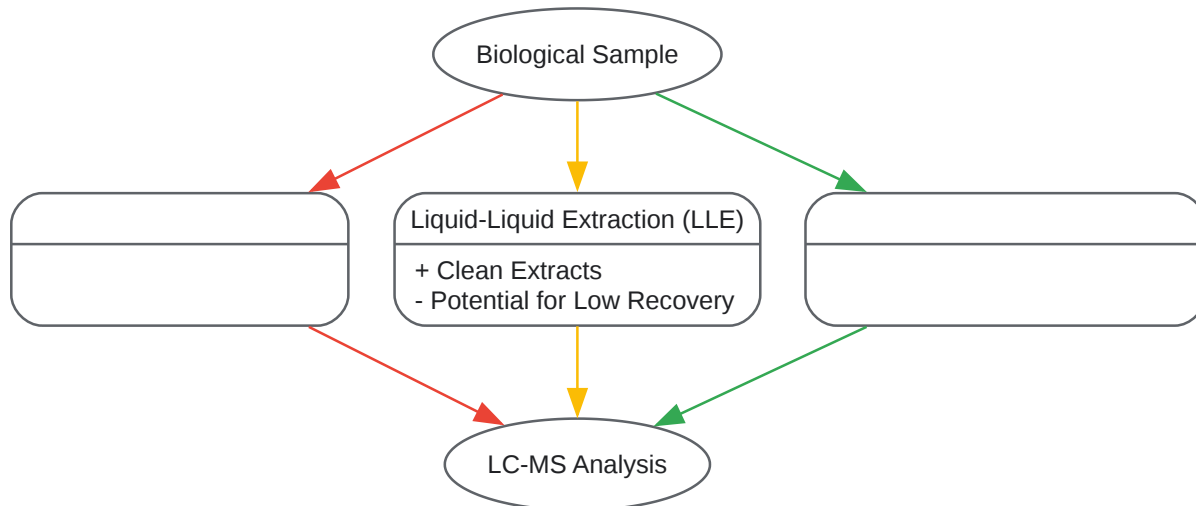 Biological Sample
Liquid-Liquid Extraction (LLE)
+ Clean Extracts
- Potential for Low Recovery
LC-MS Analysis